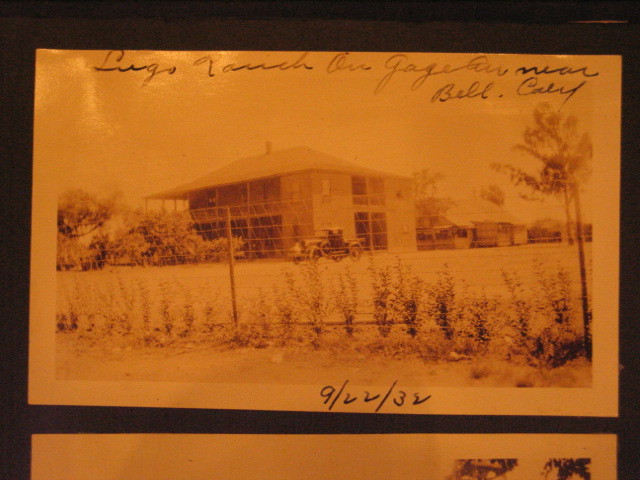 Lugo Ranch On Gage Av near
Bell. Calif
9/22/32